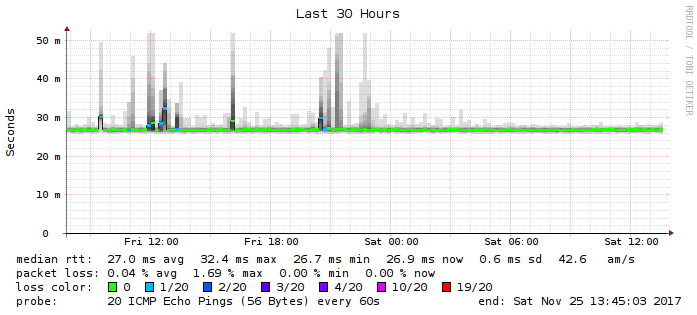 Last 30 Hours
RRDTOOL / TOBI OETIKER
Seconds
50 m
40 m
30 m
20 m
10 m
0
Fri 12:00 Fri 18:00 Sat 00:00 Sat 06:00 Sat 12:00
median rtt: 27.0 ms avg 32.4 ms max 26.7 ms min 26.9 ms now 0.6 ms sd 42.6 am/s
packet loss: 0.04 % avg 1.69 % max 0.00 % min 0.00 % now
loss color: 0 1/20 2/20 3/20 4/20 10/20 19/20
probe: 20 ICMP Echo Pings (56 Bytes) every 60s end: Sat Nov 25 13:45:03 2017